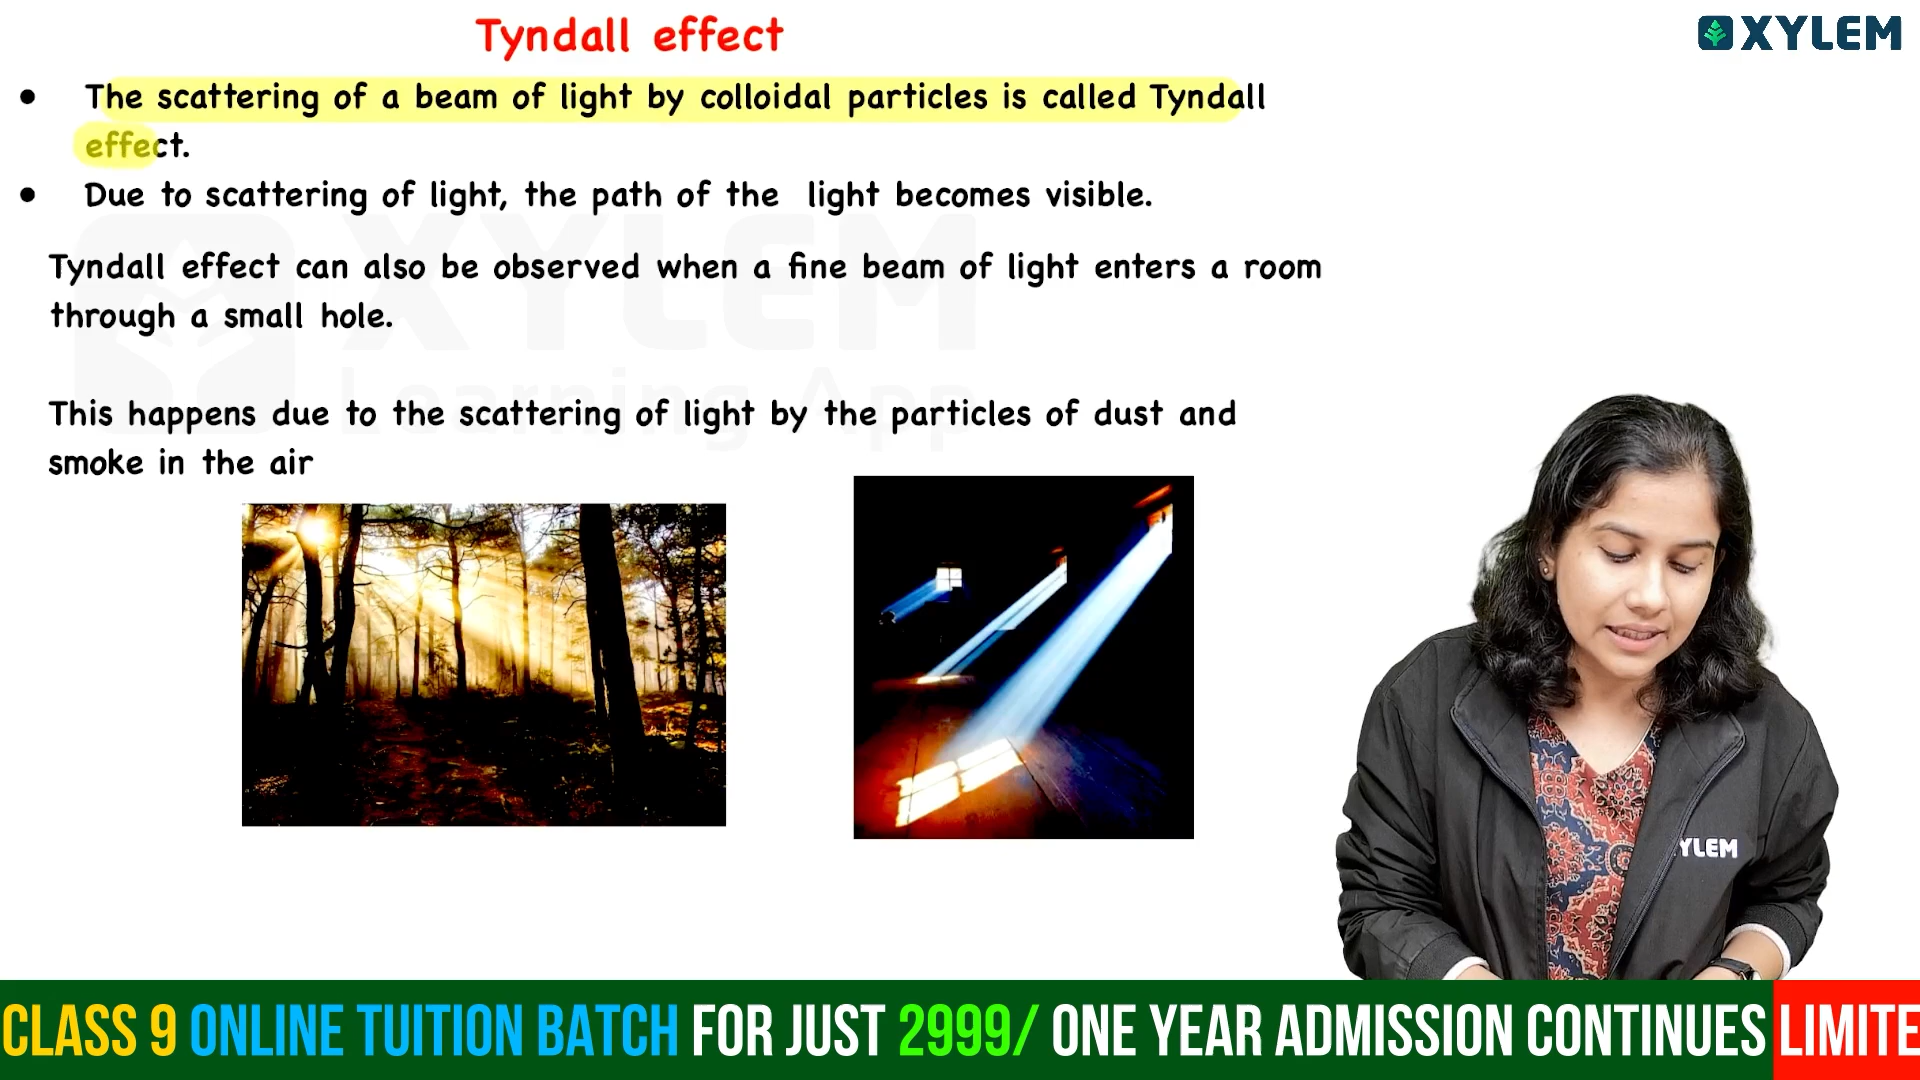 Tyndall effect
XYLEM
• The scattering of a beam of light by colloidal particles is called Tyndall
effect.
• Due to scattering of light, the path of the light becomes visible.
Tyndall effect can also be observed when a fine beam of light enters a room
through a small hole.
This happens due to the scattering of light by the particles of dust and
smoke in the air
XYLEM
Learning App
YLEM
CLASS 9 ONLINE TUITION BATCH FOR JUST 2999/ ONE YEAR ADMISSION CONTINUES LIMITE